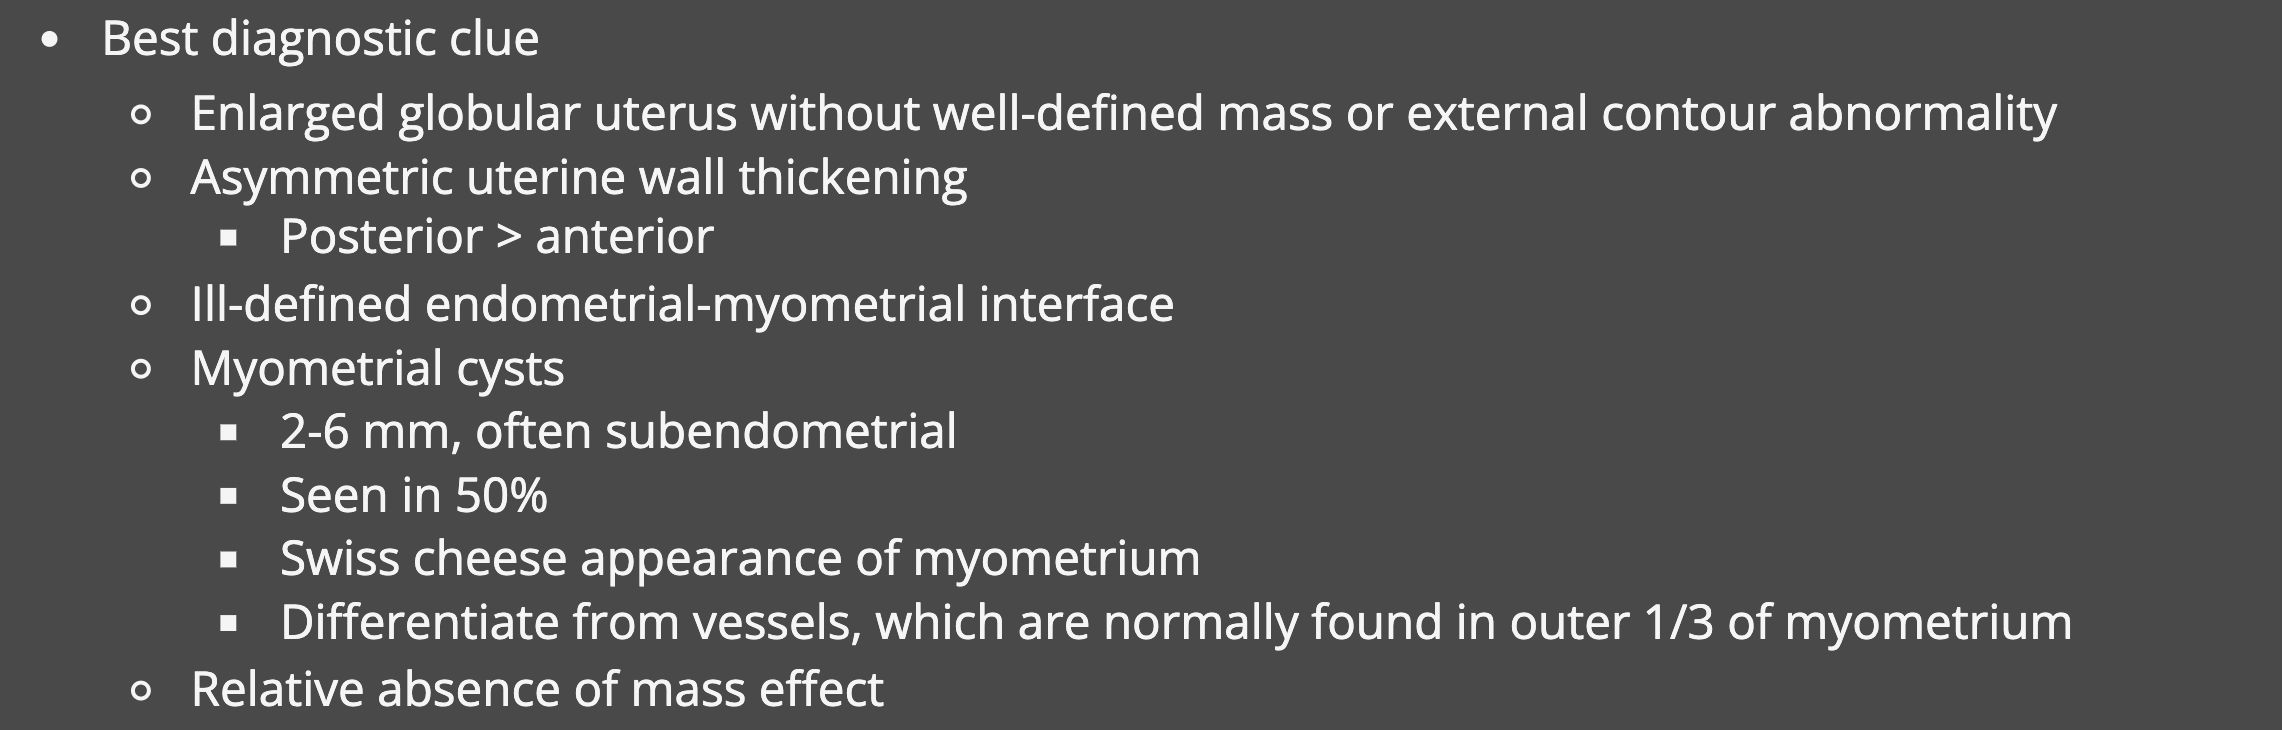 Best diagnostic clue
Enlarged globular uterus without well-defined mass or external contour abnormality
Asymmetric uterine wall thickening
Posterior > anterior
Ill-defined endometrial-myometrial interface
Myometrial cysts
2-6 mm, often subendometrial
Seen in 50%
Swiss cheese appearance of myometrium
Differentiate from vessels, which are normally found in outer 1/3 of myometrium
Relative absence of mass effect